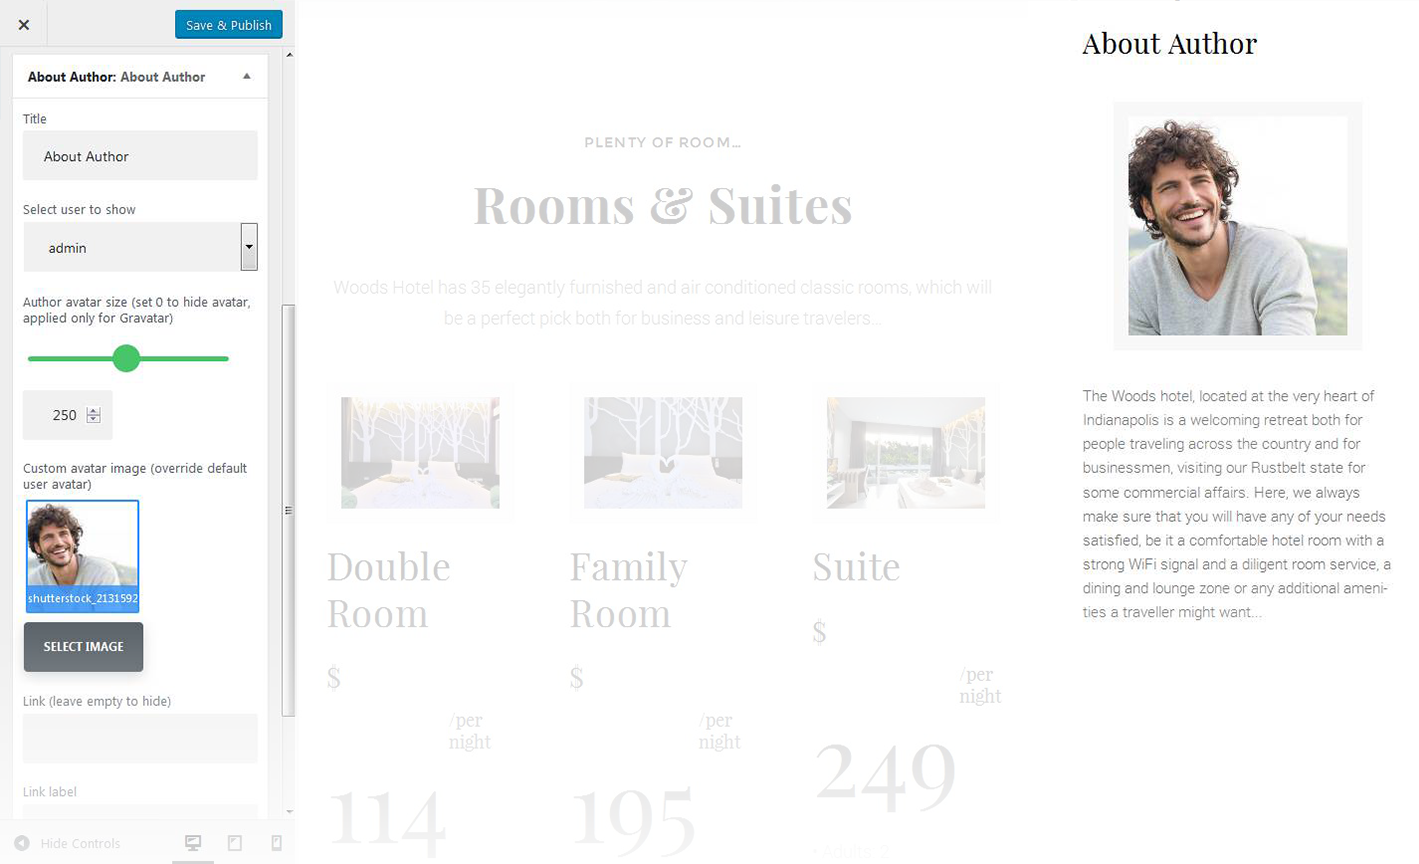 Save & Publish
About Author: About Author
Title
About Author
Select user to show
admin
Author avatar size (set 0 to hide avatar,
applied only for Gravatar)
250
Custom avatar image (override default
user avatar)
shutterstock_2131592
SELECT IMAGE
Link (leave empty to hide)
Link label
Hide Controls
PLENTY OF ROOM...
Rooms & Suites
Woods Hotel has 35 elegantly furnished and air conditioned classic rooms, which will
be a perfect pick both for business and leisure travelers...
Double
Room
$
/per
night
114
Family
Room
$
/per
night
195
Suite
$
/per
night
249
• Adults: 2
About Author
The Woods hotel, located at the very heart of
Indianapolis is a welcoming retreat both for
people traveling across the country and for
businessmen, visiting our Rustbelt state for
some commercial affairs. Here, we always
make sure that you will have any of your needs
satisfied, be it a comfortable hotel room with a
strong WiFi signal and a diligent room service, a
dining and lounge zone or any additional ameni-
ties a traveller might want...